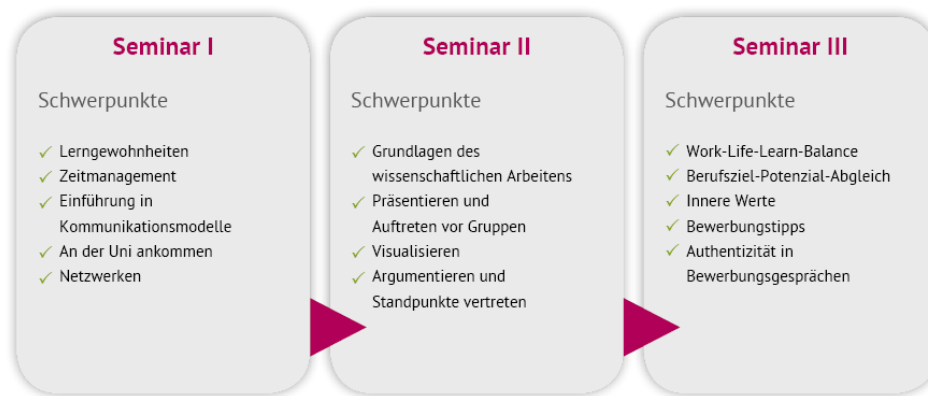 Seminar I
Schwerpunkte
Lerngewohnheiten
Zeitmanagement
Einführung in
Kommunikationsmodelle
An der Uni ankommen
Netzwerken
Seminar II
Schwerpunkte
Grundlagen des
wissenschaftlichen Arbeitens
Präsentieren und
Auftreten vor Gruppen
Visualisieren
Argumentieren und
Standpunkte vertreten
Seminar III
Schwerpunkte
Work-Life-Learn-Balance
Berufsziel-Potenzial-Abgleich
Innere Werte
Bewerbungstipps
Authentizität in
Bewerbungsgesprächen